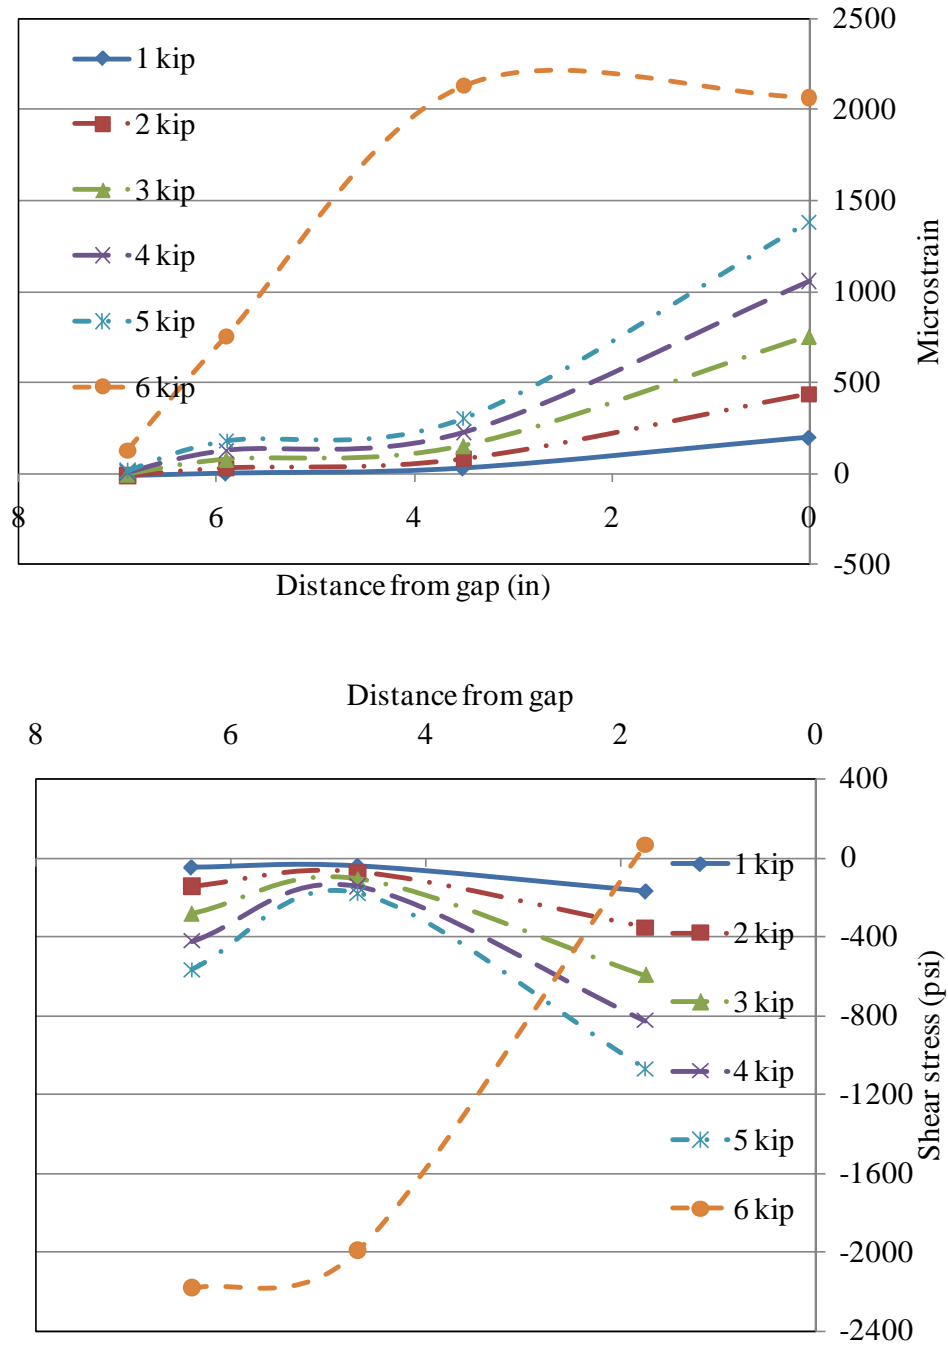 2500
1 kip
2000
2 kip
3 kip
1500
4 kip
Microstrain
1000
5 kip
500
6 kip
0
8 6 4 2 0
-500
Distance from gap (in)
Distance from gap
8 6 4 2 0
400
0
1 kip
-400
2 kip
-800
3 kip
Shear stress (psi)
4 kip
-1200
5 kip
-1600
6 kip
-2000
-2400